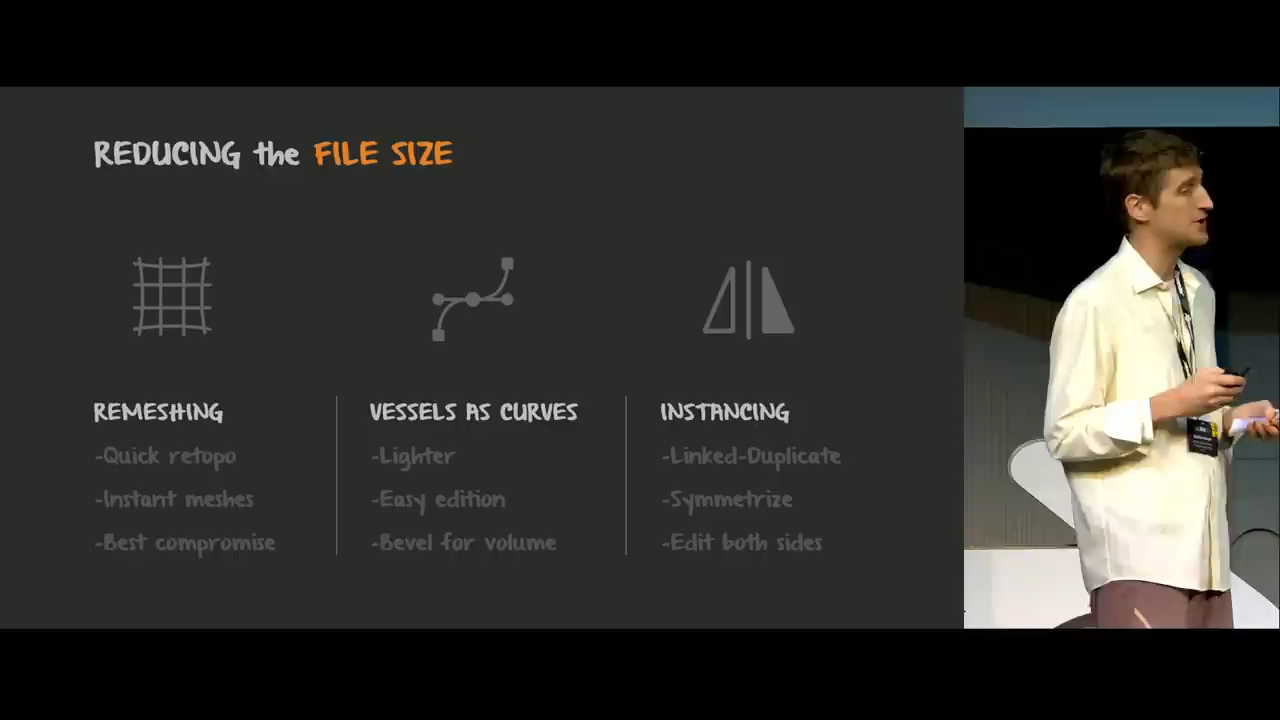 REDUCING the FILE SIZE
REMESHING
-Quick retopo
-Instant meshes
-Best compromise
VESSELS AS CURVES
-Lighter
-Easy edition
-Bevel for volume
INSTANCING
-Linked-Duplicate
-Symmetrize
-Edit both sides